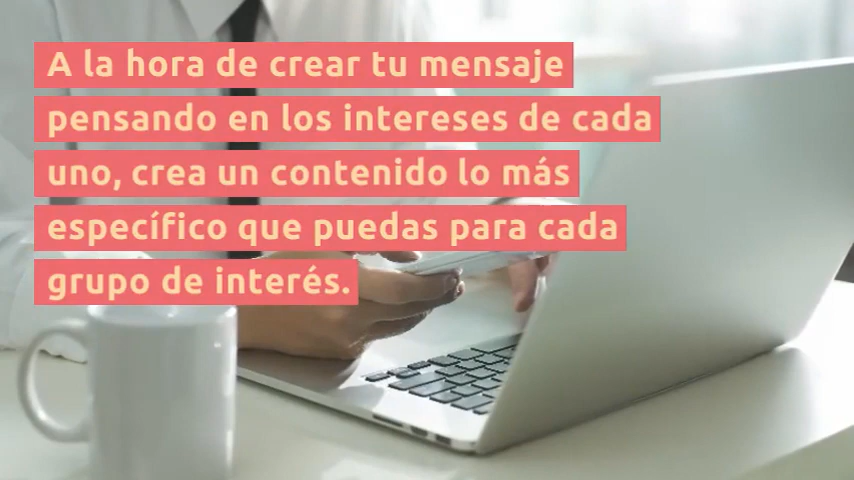 A la hora de crear tu mensaje
pensando en los intereses de cada
uno, crea un contenido lo más
específico que puedas para cada
grupo de interés.